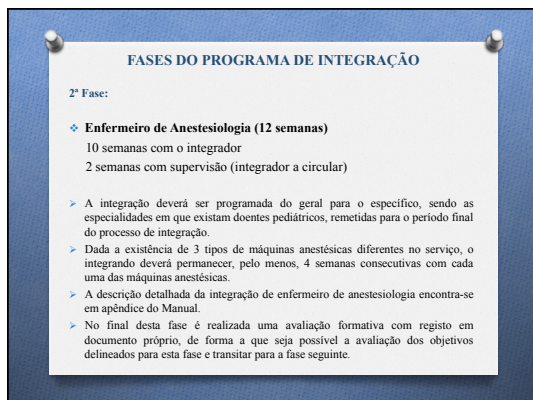 FASES DO PROGRAMA DE INTEGRAÇÃO
2ª Fase:
Enfermeiro de Anestesiologia (12 semanas)
10 semanas com o integrador
2 semanas com supervisão (integrador a circular)
A integração deverá ser programada do geral para o específico, sendo as
especialidades em que existam doentes pediátricos, remetidas para o período final
do processo de integração.
Dada a existência de 3 tipos de máquinas anestésicas diferentes no serviço, o
integrando deverá permanecer, pelo menos, 4 semanas consecutivas com cada
uma das máquinas anestésicas.
A descrição detalhada da integração de enfermeiro de anestesiologia encontra-se
em apêndice do Manual.
No final desta fase é realizada uma avaliação formativa com registo em
documento próprio, de forma a que seja possível a avaliação dos objetivos
delineados para esta fase e transitar para a fase seguinte.